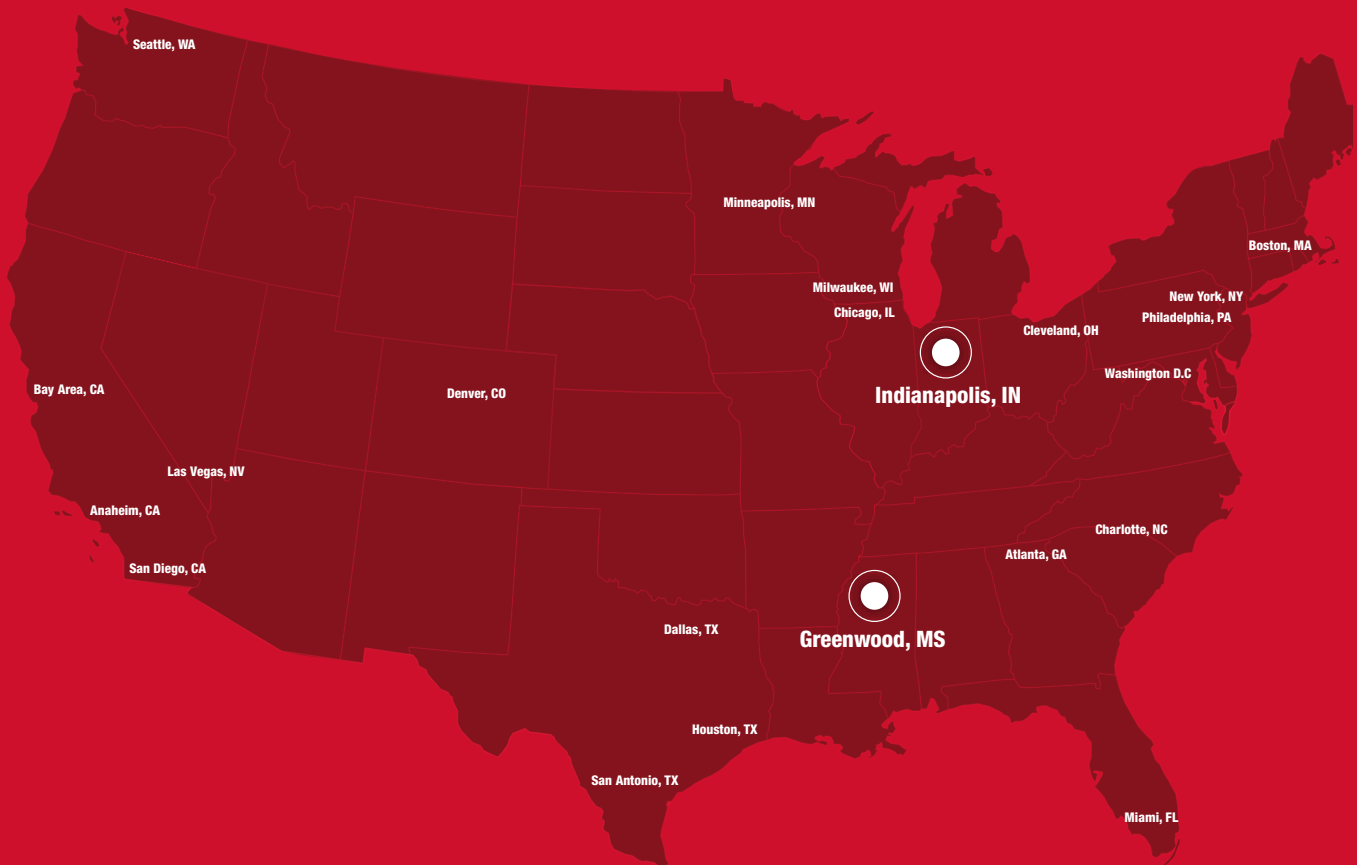 Seattle, WA
Minneapolis, MN
Boston, MA
Milwaukee, WI
New York, NY
Chicago, IL
Philadelphia, PA
Cleveland, OH
Washington D.C
Bay Area, CA
Denver, CO
Indianapolis, IN
Las Vegas, NV
Anaheim, CA
Charlotte, NC
Atlanta, GA
San Diego, CA
Dallas, TX
Greenwood, MS
Houston, TX
San Antonio, TX
Miami, FL